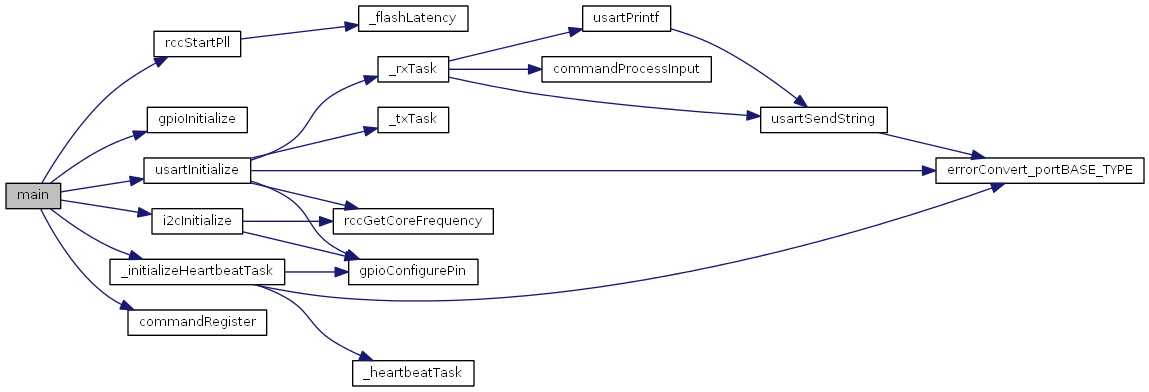 main
rccStartPll
_flashLatency
gpioInitialize
usartInitialize
_rxTask
usartPrintf
commandProcessInput
usartSendString
_txTask
errorConvert_portBASE_TYPE
i2cInitialize
rccGetCoreFrequency
_initializeHeartbeatTask
gpioConfigurePin
commandRegister
_heartbeatTask